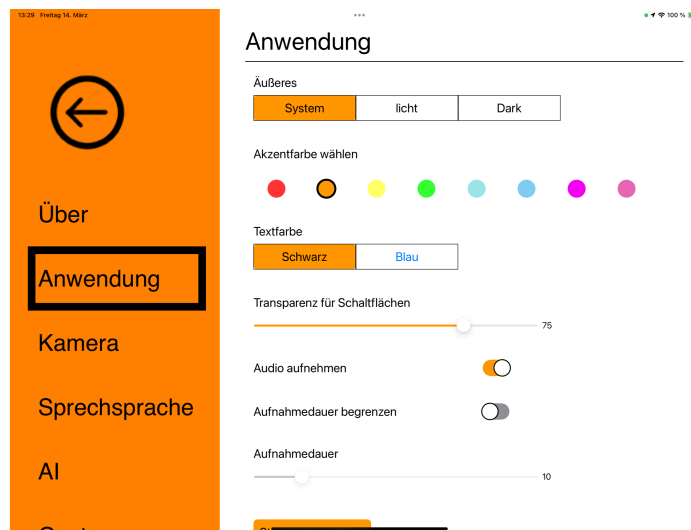 13:29 Freitag 14. März
100 %
Anwendung
Über
Anwendung
Kamera
Sprechsprache
AI
Äußeres
System licht Dark
Akzentfarbe wählen
Textfarbe
Schwarz Blau
Transparenz für Schaltflächen
75
Audio aufnehmen
Aufnahmedauer begrenzen
Aufnahmedauer
10